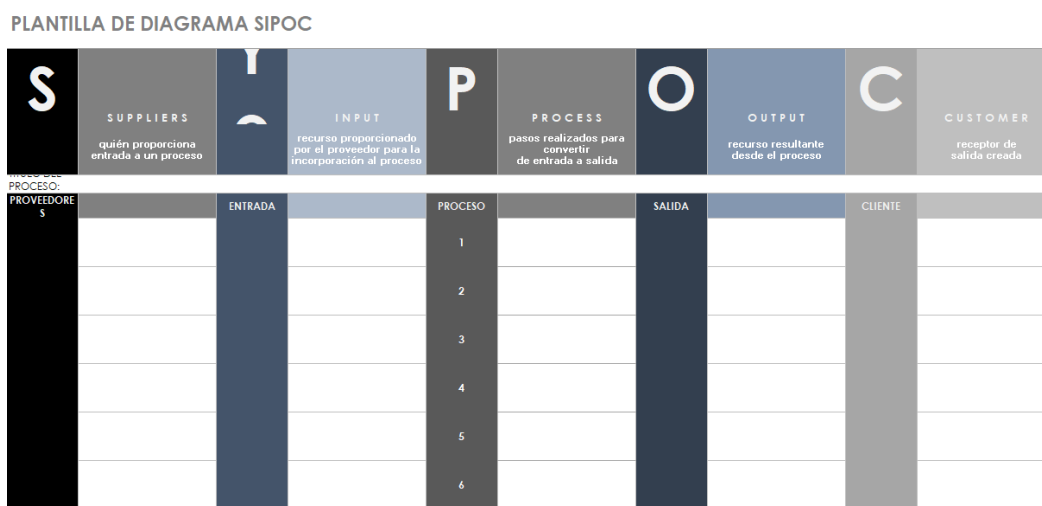 PLANTILLA DE DIAGRAMA SIPOC
S
SUPPLIERS
quién proporciona
entrada a un proceso
INPUT
recurso proporcionado
por el proveedor para la
incorporación al proceso
P
PROCESS
pasos realizados para
convertir
de entrada a salida
O
OUTPUT
recurso resultante
desde el proceso
C
CUSTOMER
receptor de
salida creada
PROCESO:
PROVEEDORE
S
ENTRADA
PROCESO
SALIDA
CLIENTE
1
2
3
4
5
6